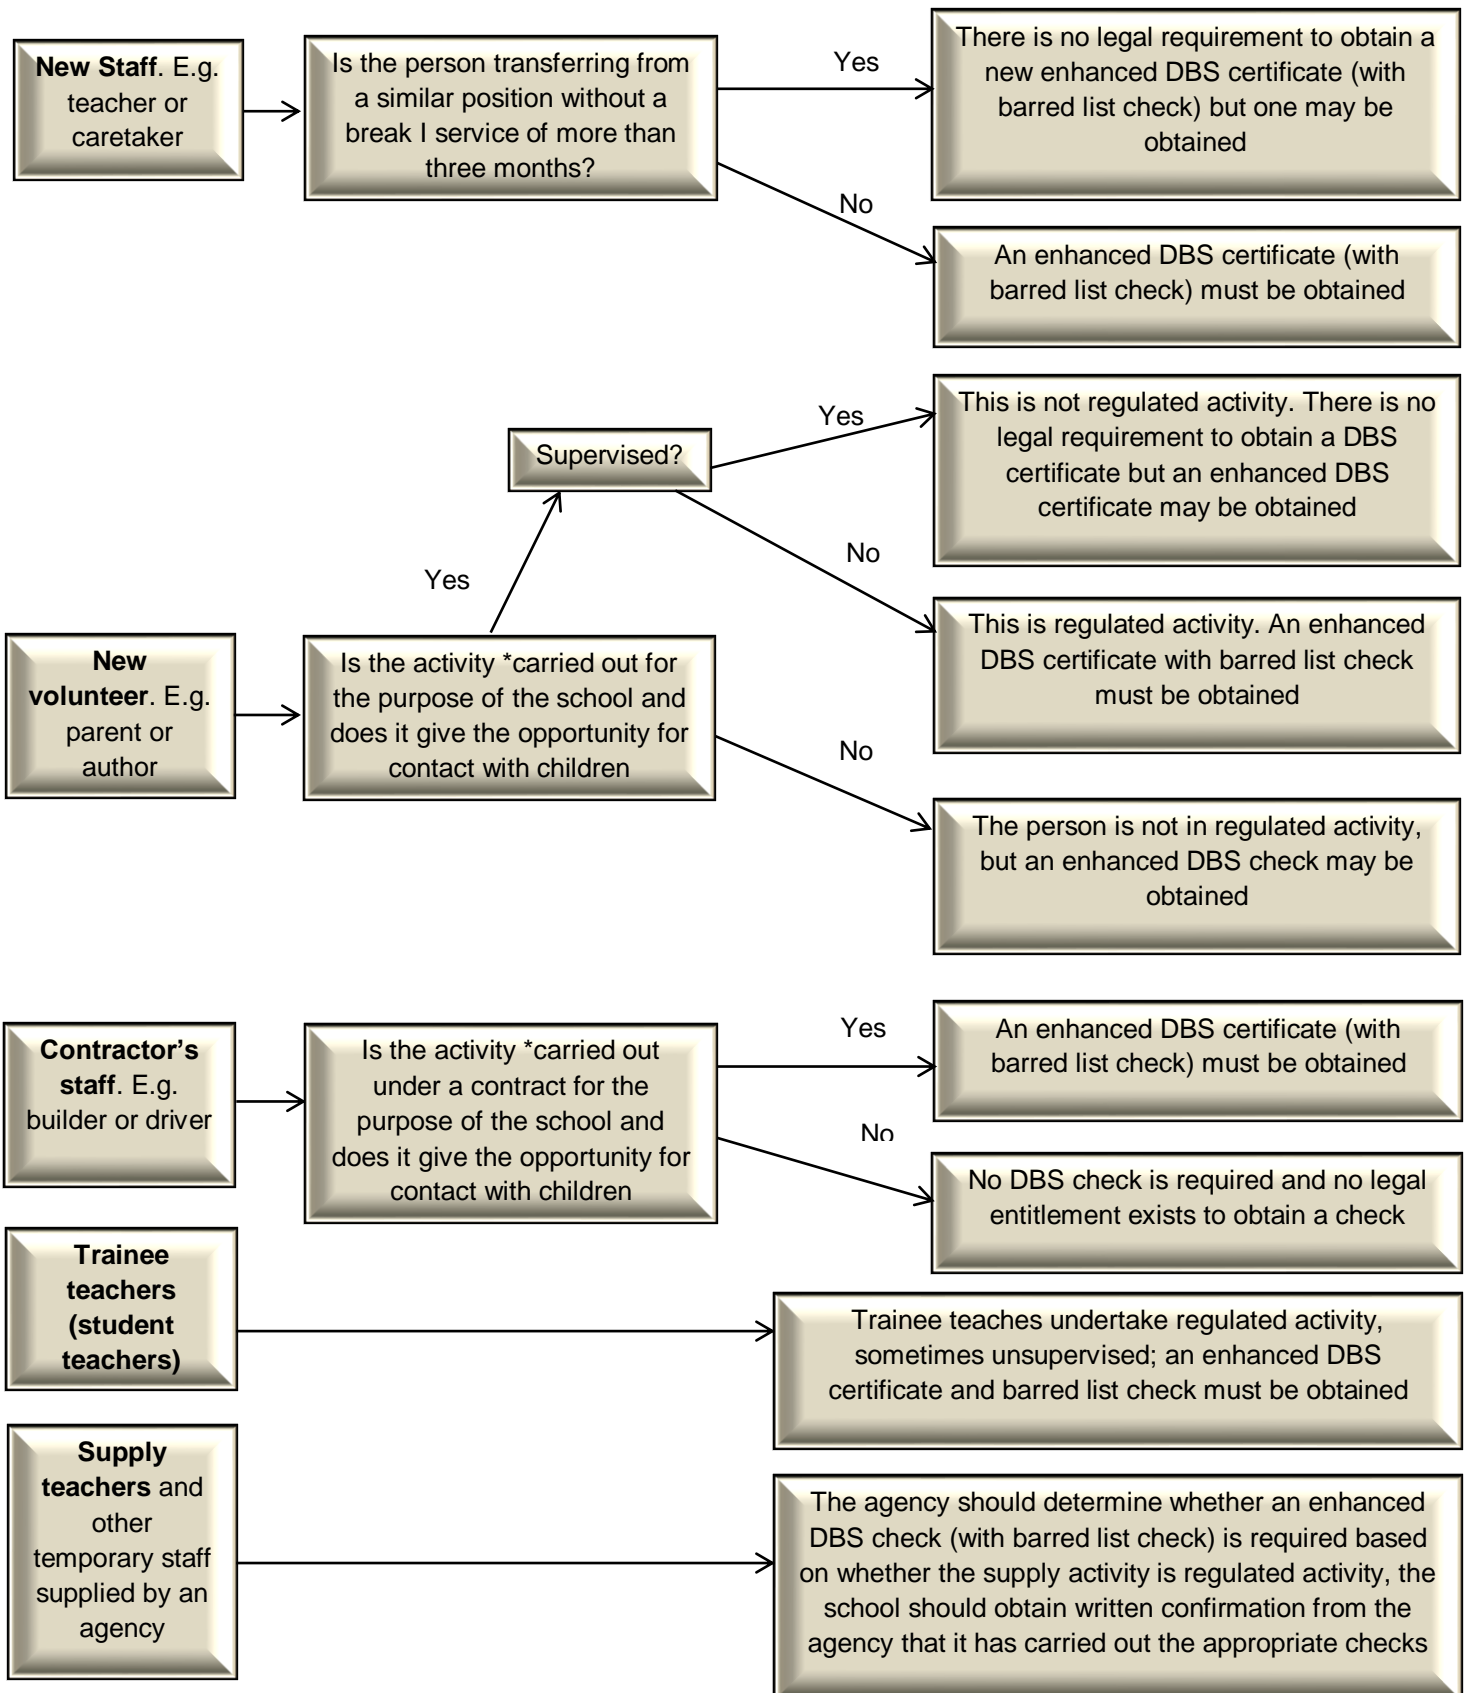 New Staff. E.g.
teacher or
caretaker
Is the person transferring from
a similar position without a
break I service of more than
three months?
Yes
There is no legal requirement to obtain a
new enhanced DBS certificate (with
barred list check) but one may be
obtained
No
An enhanced DBS certificate (with
barred list check) must be obtained
New
volunteer. E.g.
parent or
author
Is the activity *carried out for
the purpose of the school and
does it give the opportunity for
contact with children
Yes
Supervised?
Yes
This is not regulated activity. There is no
legal requirement to obtain a DBS
certificate but an enhanced DBS
certificate may be obtained
No
This is regulated activity. An enhanced
DBS certificate with barred list check
must be obtained
No
The person is not in regulated activity,
but an enhanced DBS check may be
obtained
Contractor's
staff. E.g.
builder or driver
Is the activity *carried out
under a contract for the
purpose of the school and
does it give the opportunity for
contact with children
Yes
An enhanced DBS certificate (with
barred list check) must be obtained
No
No DBS check is required and no legal
entitlement exists to obtain a check
Trainee
teachers
(student
teachers)
Trainee teaches undertake regulated activity,
sometimes unsupervised; an enhanced DBS
certificate and barred list check must be obtained
Supply
teachers and
other
temporary staff
supplied by an
agency
The agency should determine whether an enhanced
DBS check (with barred list check) is required based
on whether the supply activity is regulated activity, the
school should obtain written confirmation from the
agency that it has carried out the appropriate checks